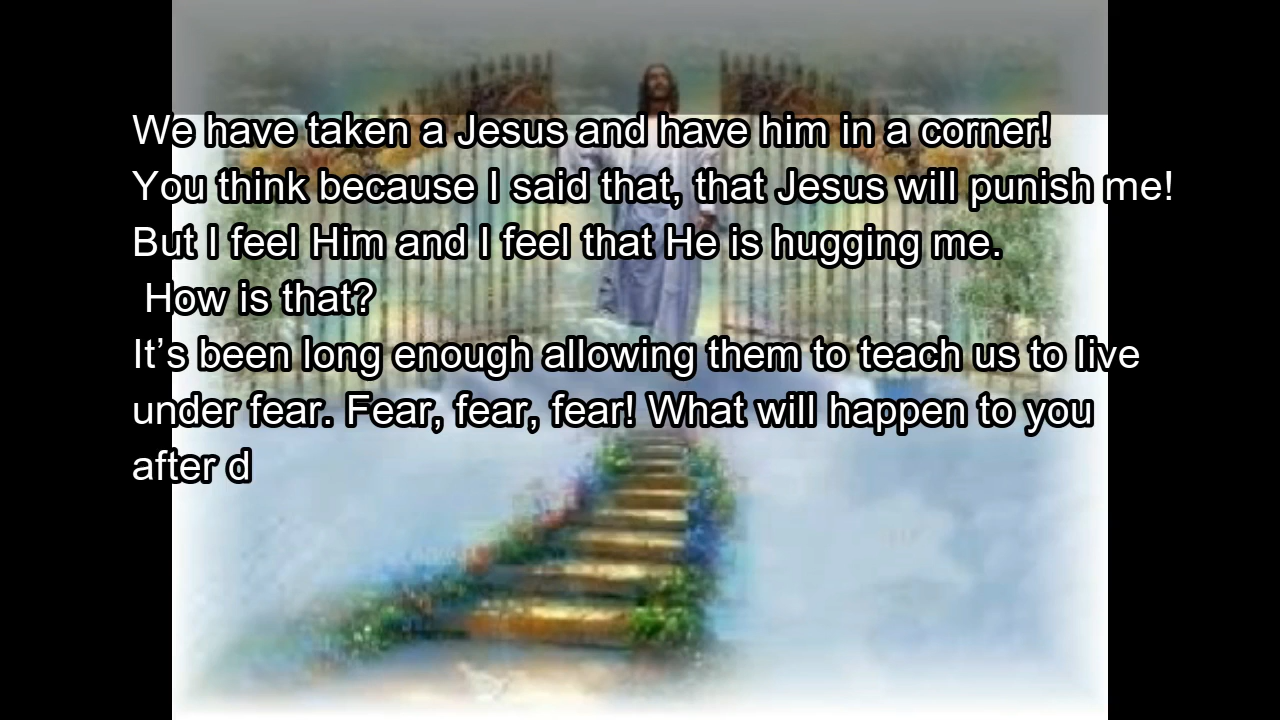 We have taken a Jesus and have him in a corner!
You think because I said that, that Jesus will punish me!
But I feel Him and I feel that He is hugging me.
How is that?
It’s been long enough allowing them to teach us to live
under fear. Fear, fear, fear! What will happen to you
after d